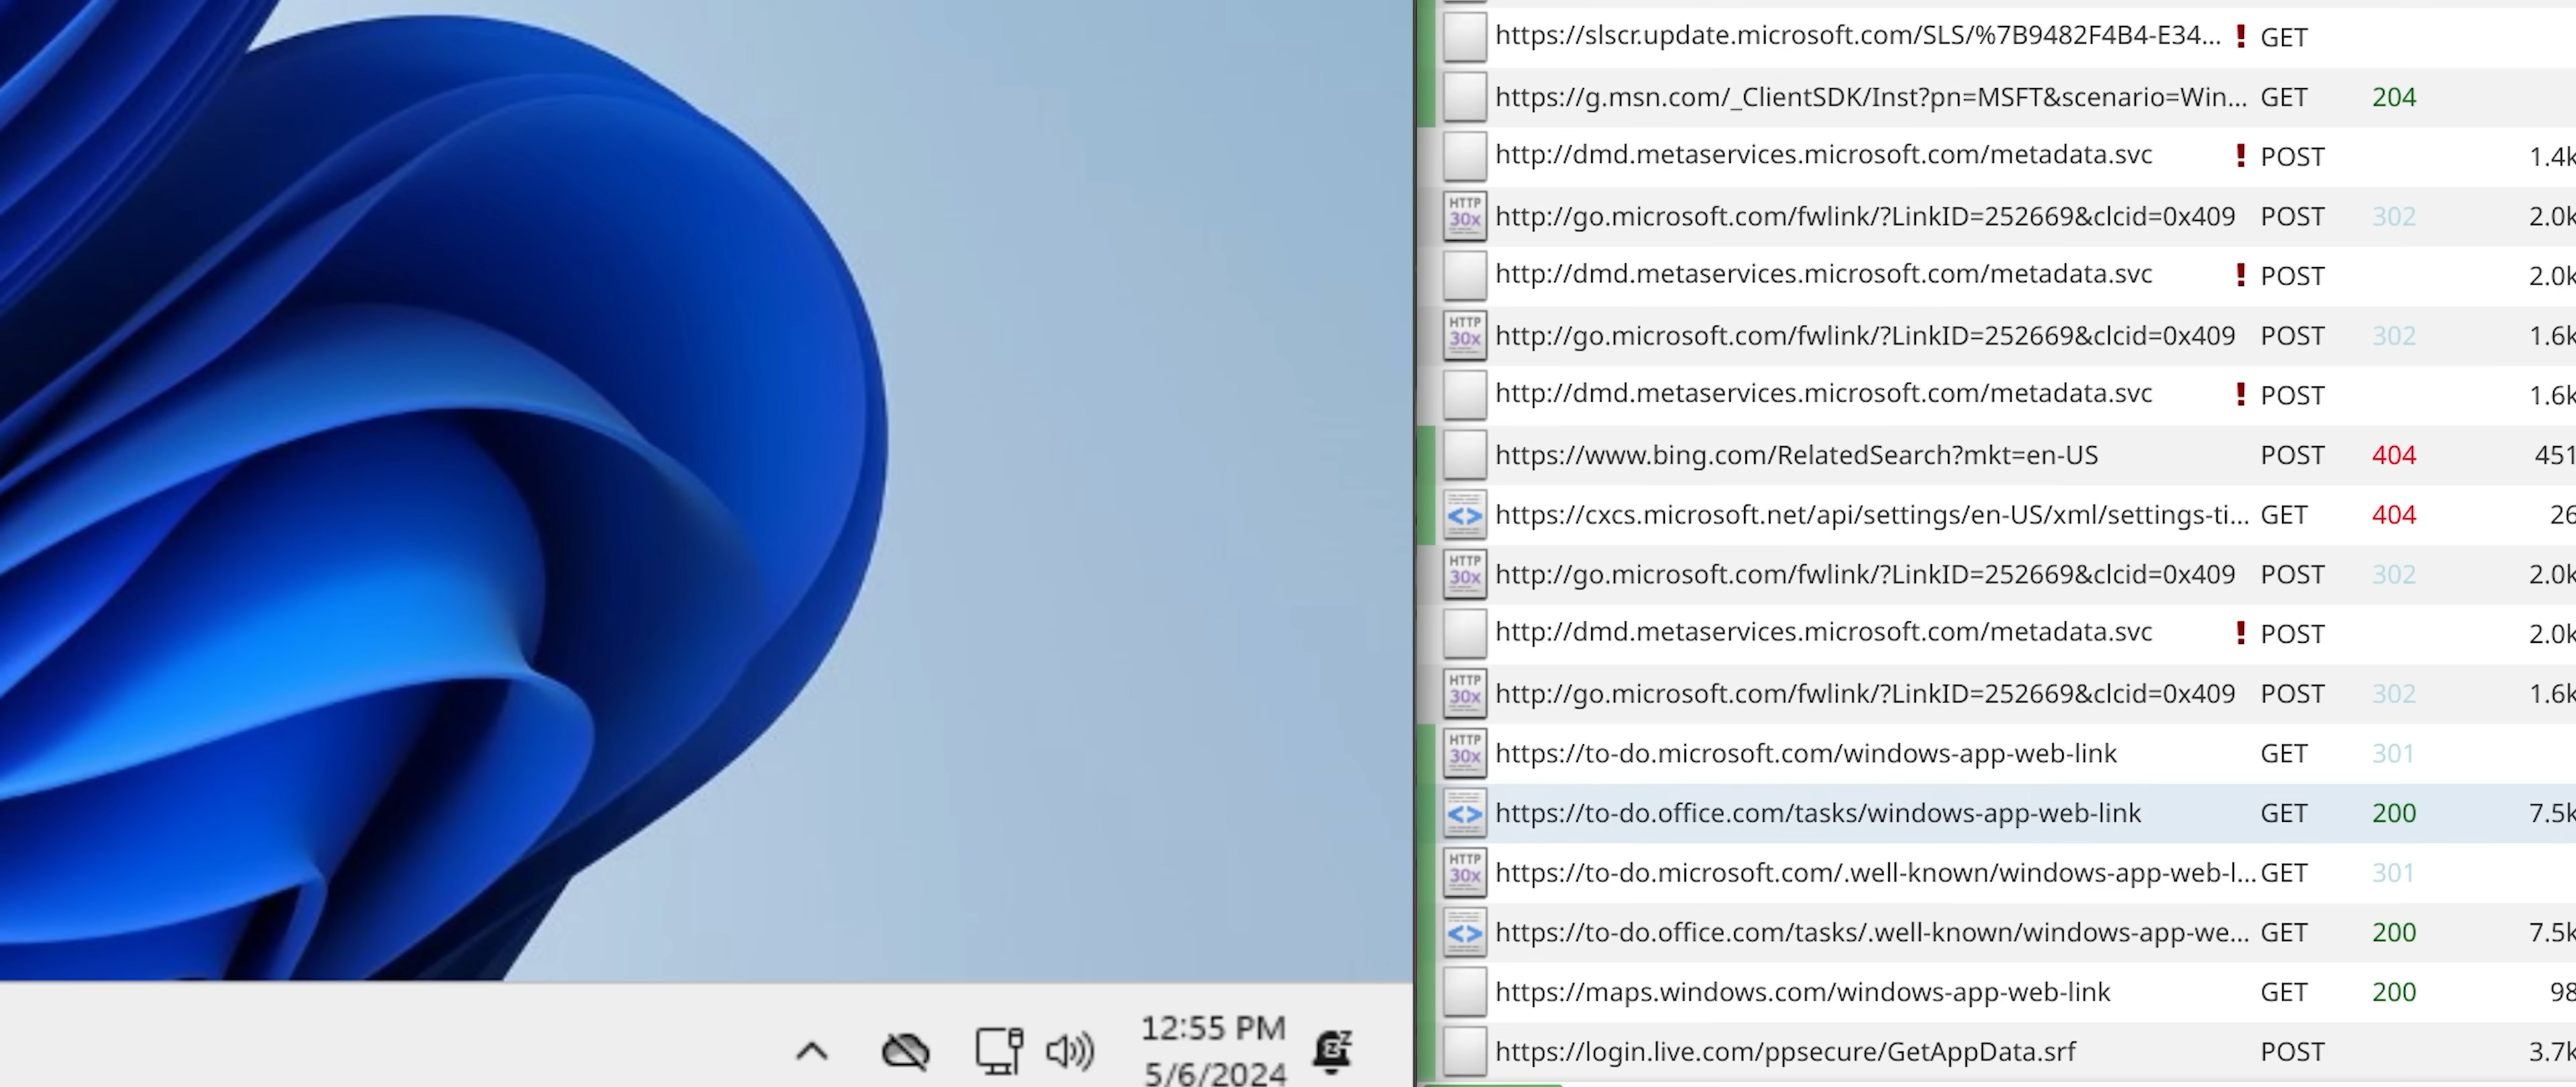 https://slscr.update.microsoft.com/SLS/%7B9482F4B4-E34... ! GET
https://g.msn.com/_ClientSDK/Inst?pn=MSFT&scenario=Win... GET 204
http://dmd.metaservices.microsoft.com/metadata.svc ! POST 1.4k
HTTP 30x http://go.microsoft.com/fwlink/?LinkID=252669&clcid=0x409 POST 302 2.0k
http://dmd.metaservices.microsoft.com/metadata.svc ! POST 2.0k
HTTP 30x http://go.microsoft.com/fwlink/?LinkID=252669&clcid=0x409 POST 302 1.6k
http://dmd.metaservices.microsoft.com/metadata.svc ! POST 1.6k
https://www.bing.com/RelatedSearch?mkt=en-US POST 404 451
<> https://cxcs.microsoft.net/api/settings/en-US/xml/settings-ti... GET 404 26
HTTP 30x http://go.microsoft.com/fwlink/?LinkID=252669&clcid=0x409 POST 302 2.0k
http://dmd.metaservices.microsoft.com/metadata.svc ! POST 2.0k
HTTP 30x http://go.microsoft.com/fwlink/?LinkID=252669&clcid=0x409 POST 302 1.6k
HTTP 30x https://to-do.microsoft.com/windows-app-web-link GET 301
<> https://to-do.office.com/tasks/windows-app-web-link GET 200 7.5k
HTTP 30x https://to-do.microsoft.com/.well-known/windows-app-web-l... GET 301
<> https://to-do.office.com/tasks/.well-known/windows-app-we... GET 200 7.5k
https://maps.windows.com/windows-app-web-link GET 200 98
https://login.live.com/ppsecure/GetAppData.srf POST 3.7k
12:55 PM
5/6/2024